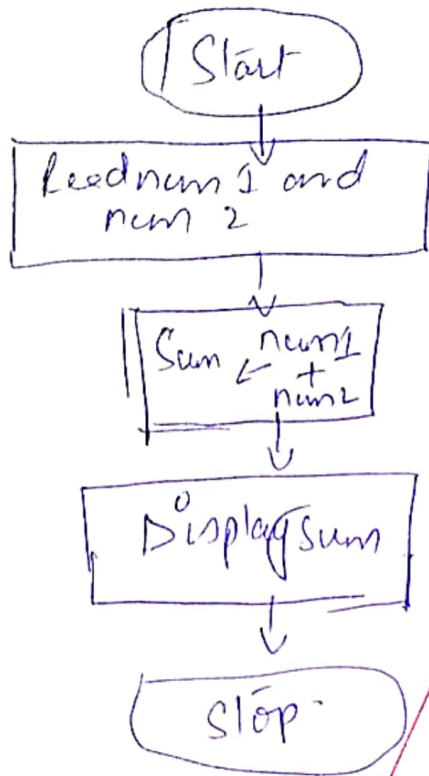 Start
Read num 1 and
num 2
Sum ← num1
+
num2
Display sum
Stop